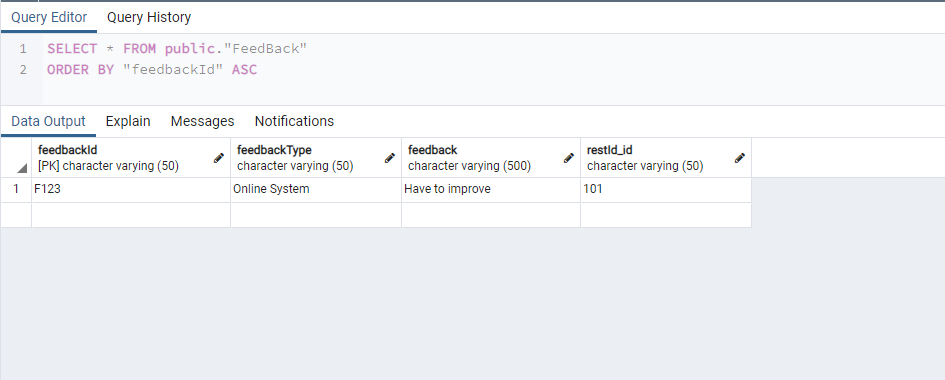 Query Editor Query History
1 SELECT * FROM public."FeedBack"
2 ORDER BY "feedbackId" ASC
Data Output Explain Messages Notifications
feedbackId feedbackType feedback restId_id
[PK] character varying (50) character varying (50) character varying (500) character varying (50)
1 F123 Online System Have to improve 101